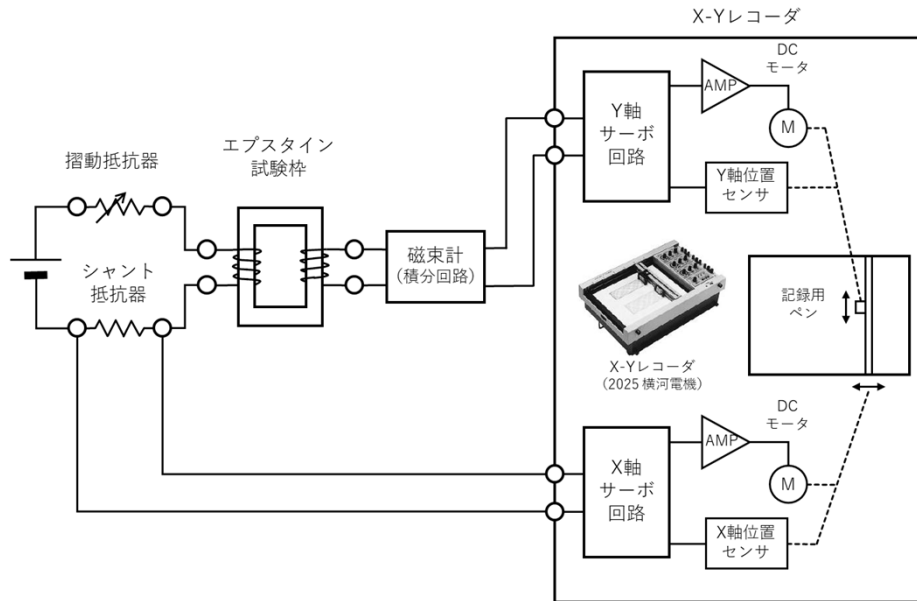 X-Yレコーダ
DC
モータ
AMP
Y軸
サーボ
回路
M
Y軸位置
センサ
エプスタイン
試験枠
摺動抵抗器
磁束計
(積分回路)
シャント
抵抗器
記録用
ペン
X-Yレコーダ
(2025 横河電機)
DC
モータ
AMP
X軸
サーボ
回路
M
X軸位置
センサ